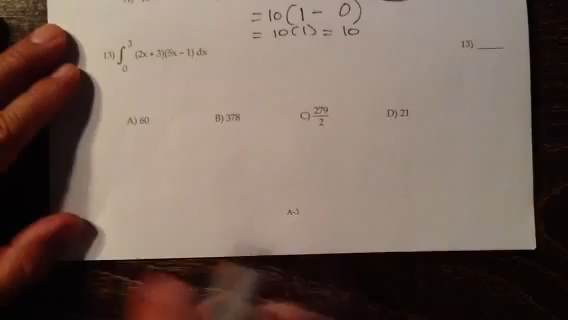 = 10(1 - 0)
= 10(1) = 10
13) ∫₀³ (2x + 3)(5x - 1) dx
13) ____
A) 60 B) 378 C) 279/2 D) 21
A-3